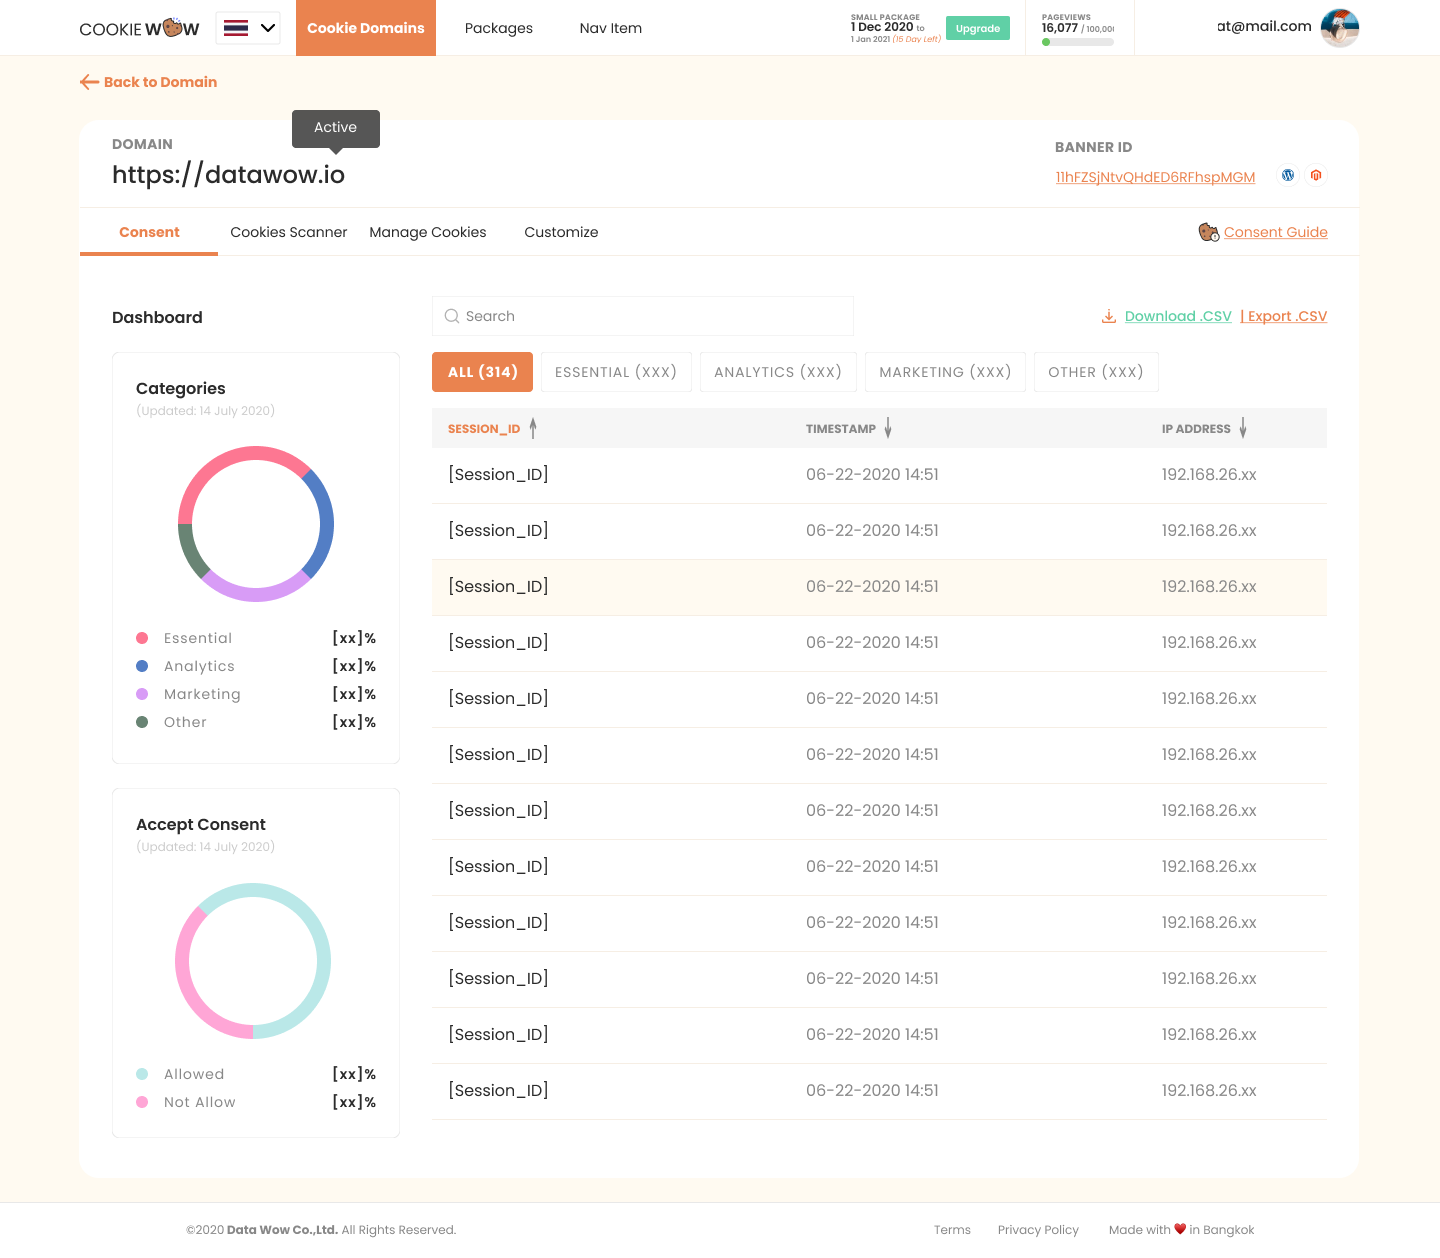 COOKIE WOW
Cookie Domains
Packages
Nav Item
SMALL PACKAGE
1 Dec 2020 to
1 Jan 2021 (15 Day Left)
Upgrade
PAGEVIEWS
16,077 / 100,00
at@mail.com
Back to Domain
Active
DOMAIN
https://datawow.io
BANNER ID
11hFZSjNtvQHdED6RFhspMGM
Consent
Cookies Scanner
Manage Cookies
Customize
Consent Guide
Dashboard
Search
Download .CSV | Export .CSV
Categories
(Updated: 14 July 2020)
Essential [xx]%
Analytics [xx]%
Marketing [xx]%
Other [xx]%
Accept Consent
(Updated: 14 July 2020)
Allowed [xx]%
Not Allow [xx]%
ALL (314)
ESSENTIAL (XXX)
ANALYTICS (XXX)
MARKETING (XXX)
OTHER (XXX)
SESSION_ID TIMESTAMP IP ADDRESS
[Session_ID] 06-22-2020 14:51 192.168.26.xx
[Session_ID] 06-22-2020 14:51 192.168.26.xx
[Session_ID] 06-22-2020 14:51 192.168.26.xx
[Session_ID] 06-22-2020 14:51 192.168.26.xx
[Session_ID] 06-22-2020 14:51 192.168.26.xx
[Session_ID] 06-22-2020 14:51 192.168.26.xx
[Session_ID] 06-22-2020 14:51 192.168.26.xx
[Session_ID] 06-22-2020 14:51 192.168.26.xx
[Session_ID] 06-22-2020 14:51 192.168.26.xx
[Session_ID] 06-22-2020 14:51 192.168.26.xx
[Session_ID] 06-22-2020 14:51 192.168.26.xx
[Session_ID] 06-22-2020 14:51 192.168.26.xx
©2020 Data Wow Co.,Ltd. All Rights Reserved.
Terms
Privacy Policy
Made with ❤ in Bangkok